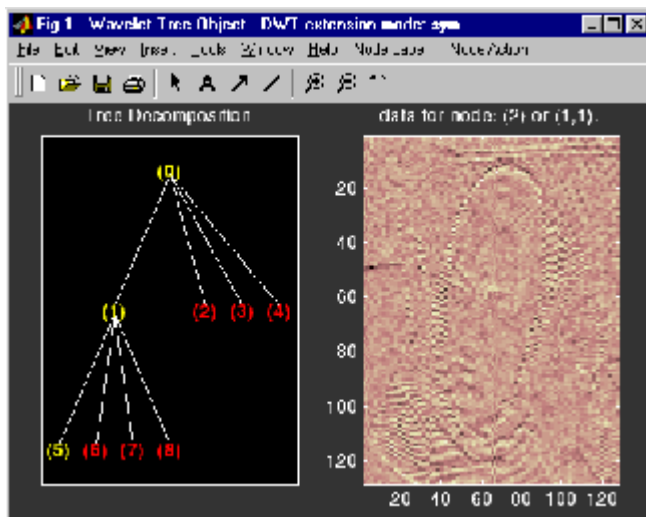 Fig 1 Wavelet Tree Object DWT extension mode: sym
File Edit View Insert Tools Window Help Node Label Node Action
A
Tree Decomposition
data for node: (2) or (1,1).
(0)
(1)
(2) (3) (4)
(5) (6) (7) (8)
20
40
60
80
100
120
20 40 60 80 100 120